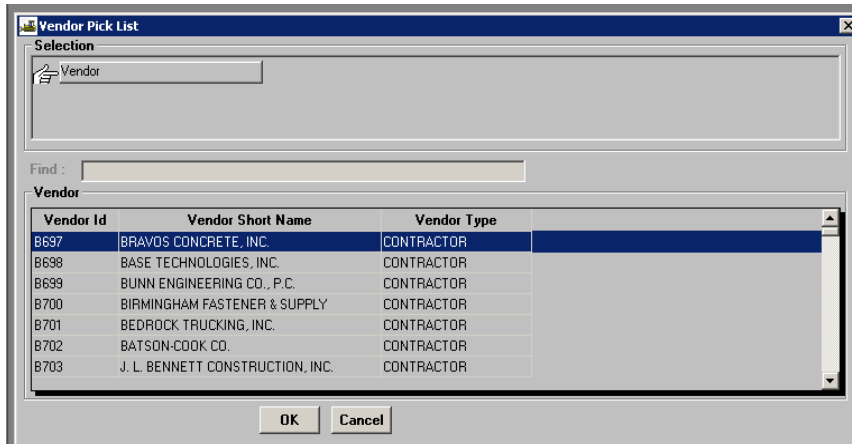 Vendor Pick List
Selection
Vendor
Find :
Vendor
Vendor Id Vendor Short Name Vendor Type
B697 BRAVOS CONCRETE, INC. CONTRACTOR
B698 BASE TECHNOLOGIES, INC. CONTRACTOR
B699 BUNN ENGINEERING CO., P.C. CONTRACTOR
B700 BIRMINGHAM FASTENER & SUPPLY CONTRACTOR
B701 BEDROCK TRUCKING, INC. CONTRACTOR
B702 BATSON-COOK CO. CONTRACTOR
B703 J. L. BENNETT CONSTRUCTION, INC. CONTRACTOR
OK Cancel